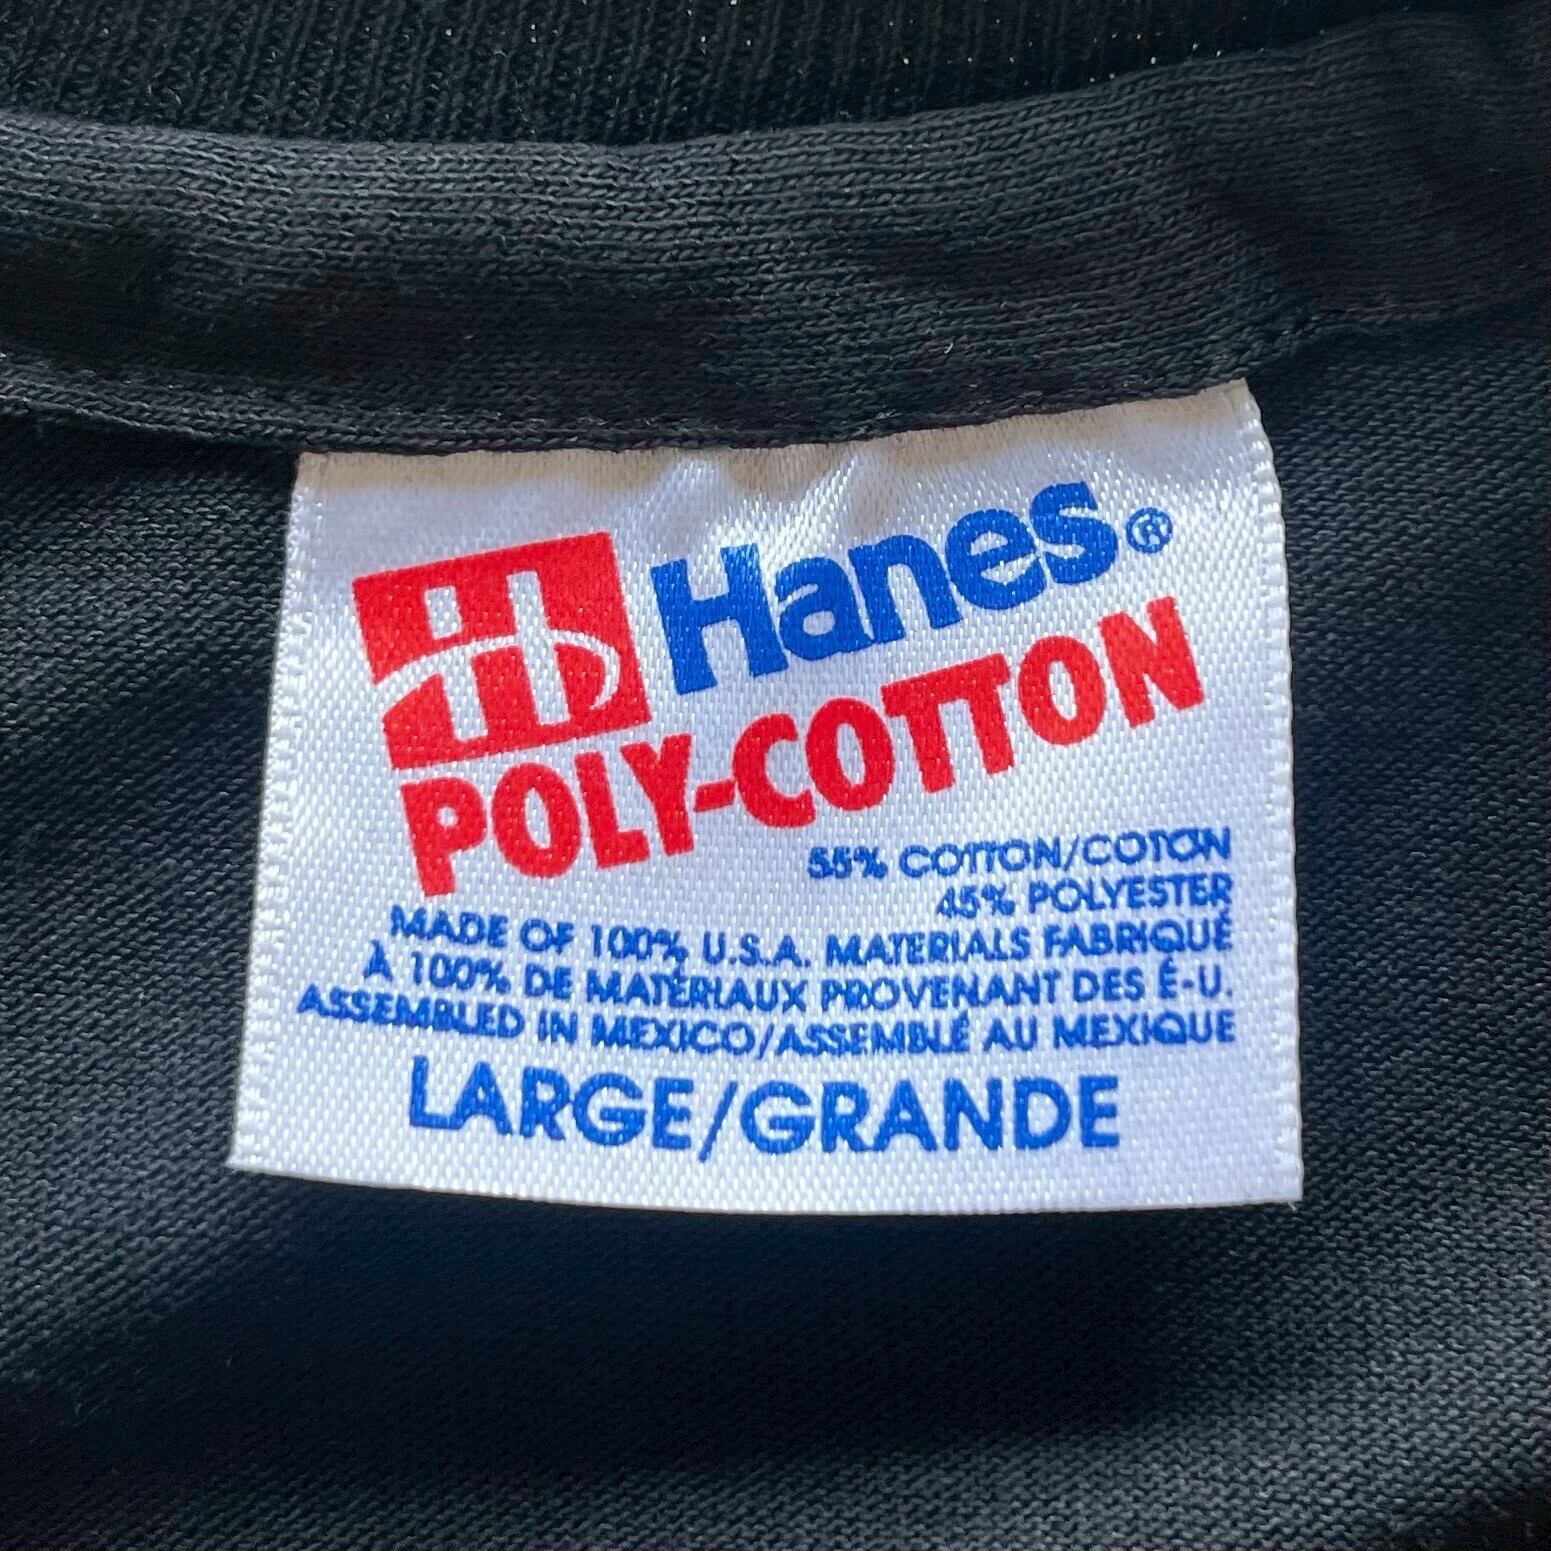 Hanes®
POLY-COTTON
55% COTTON/COTON
45% POLYESTER
MADE OF 100% U.S.A. MATERIALS FABRIQUÉ
À 100% DE MATÉRIAUX PROVENANT DES É-U.
ASSEMBLED IN MEXICO/ASSEMBLÉ AU MEXIQUE
LARGE/GRANDE